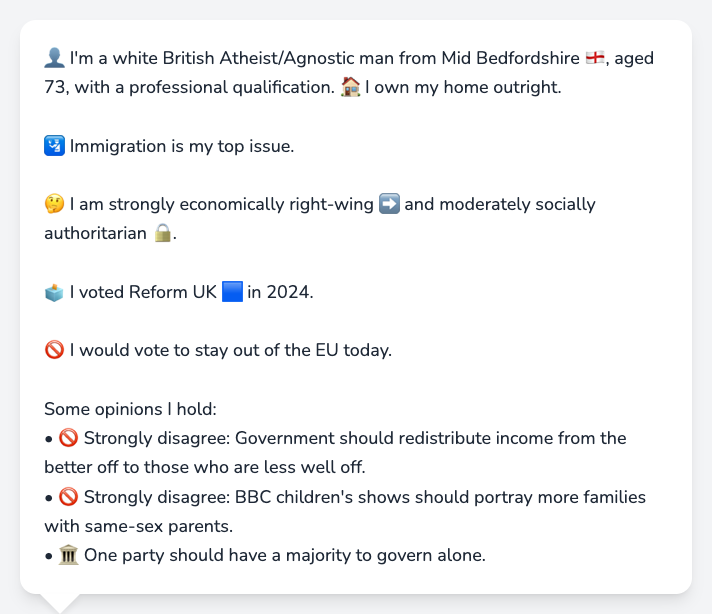 👤 I'm a white British Atheist/Agnostic man from Mid Bedfordshire 🏴󠁧󠁢󠁥󠁮󠁧󠁿, aged
73, with a professional qualification. 🏠 I own my home outright.
🛂 Immigration is my top issue.
🤔 I am strongly economically right-wing ➡️ and moderately socially
authoritarian 🔒.
🗳️ I voted Reform UK 🟦 in 2024.
🚫 I would vote to stay out of the EU today.
Some opinions I hold:
• 🚫 Strongly disagree: Government should redistribute income from the
better off to those who are less well off.
• 🚫 Strongly disagree: BBC children's shows should portray more families
with same-sex parents.
• 🏛️ One party should have a majority to govern alone.